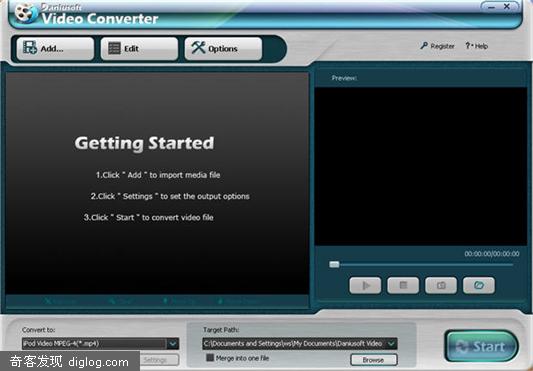 Daniusoft
Video Converter
Add...
Edit
Options
Register
? Help
Getting Started
1.Click " Add " to import media file
2.Click " Settings " to set the output options
3.Click " Start " to convert video file
Preview:
00:00:00/00:00:00
Convert to:
iPod Video MPEG-4(*.mp4)
Settings
Target Path:
C:\Documents and Settings\ws\My Documents\Daniusoft Video
Merge into one file
Browse
Start
奇客发现 diglog.com